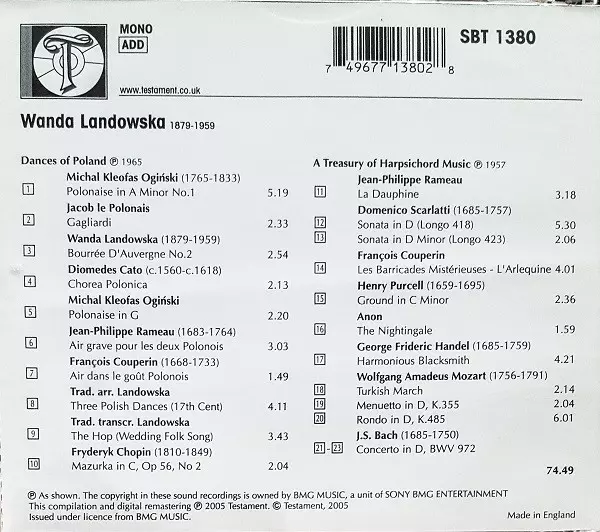 MONO
ADD
SBT 1380
7 49677 13802 8
www.testament.co.uk
Wanda Landowska 1879-1959
Dances of Poland ℗ 1965
Michal Kleofas Ogiński (1765-1833)
1 Polonaise in A Minor No.1 5.19
Jacob le Polonais
2 Gagliardi 2.33
Wanda Landowska (1879-1959)
3 Bourrée D'Auvergne No.2 2.54
Diomedes Cato (c.1560-c.1618)
4 Chorea Polonica 2.13
Michal Kleofas Ogiński
5 Polonaise in G 2.20
Jean-Philippe Rameau (1683-1764)
6 Air grave pour les deux Polonois 3.03
François Couperin (1668-1733)
7 Air dans le goût Polonois 1.49
Trad. arr. Landowska
8 Three Polish Dances (17th Cent) 4.11
Trad. transcr. Landowska
9 The Hop (Wedding Folk Song) 3.43
Fryderyk Chopin (1810-1849)
10 Mazurka in C, Op 56, No 2 2.04
A Treasury of Harpsichord Music ℗ 1957
Jean-Philippe Rameau
11 La Dauphine 3.18
Domenico Scarlatti (1685-1757)
12 Sonata in D (Longo 418) 5.30
13 Sonata in D Minor (Longo 423) 2.06
François Couperin
14 Les Barricades Mistérieuses - L'Arlequine 4.01
Henry Purcell (1659-1695)
15 Ground in C Minor 2.36
Anon
16 The Nightingale 1.59
George Frideric Handel (1685-1759)
17 Harmonious Blacksmith 4.21
Wolfgang Amadeus Mozart (1756-1791)
18 Turkish March 2.14
19 Menuetto in D, K.355 2.04
20 Rondo in D, K.485 6.01
J.S. Bach (1685-1750)
21-23 Concerto in D, BWV 972
74.49
℗ As shown. The copyright in these sound recordings is owned by BMG MUSIC, a unit of SONY BMG ENTERTAINMENT
This compilation and digital remastering ℗ 2005 Testament. © Testament, 2005
Issued under licence from BMG MUSIC.
Made in England